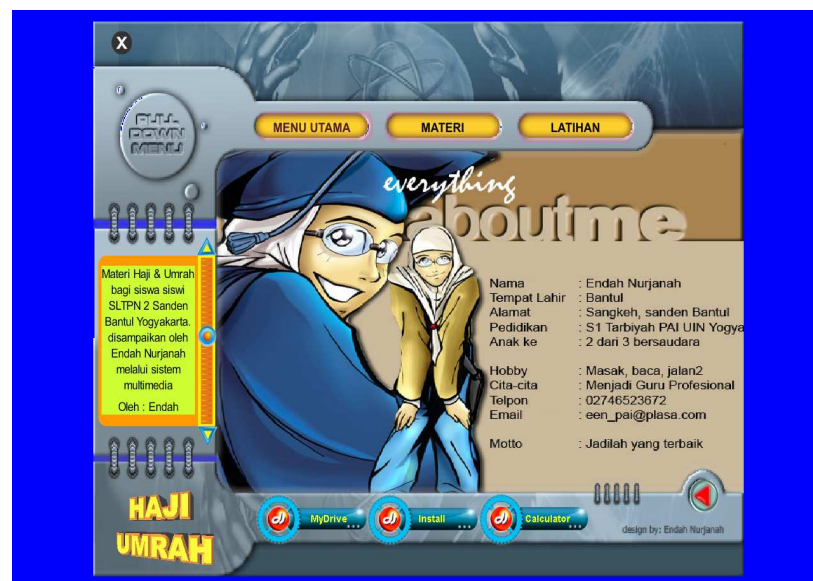 X
PULL-
DOWN
MENU
MENU UTAMA
MATERI
LATIHAN
everything
aboutme
Materi Haji & Umrah
bagi siswa siswi
SLTPN 2 Sanden
Bantul Yogyakarta.
disampaikan oleh
Endah Nurjanah
melalui sistem
multimedia
Oleh : Endah
Nama : Endah Nurjanah
Tempat Lahir : Bantul
Alamat : Sangkeh, sanden Bantul
Pedidikan : S1 Tarbiyah PAI UIN Yogya
Anak ke : 2 dari 3 bersaudara
Hobby : Masak, baca, jalan2
Cita-cita : Menjadi Guru Profesional
Telpon : 02746523672
Email : een_pai@plasa.com
Motto : Jadilah yang terbaik
HAJI
UMRAH
MyDrive ...
Install ...
Calculator ...
design by: Endah Nurjanah